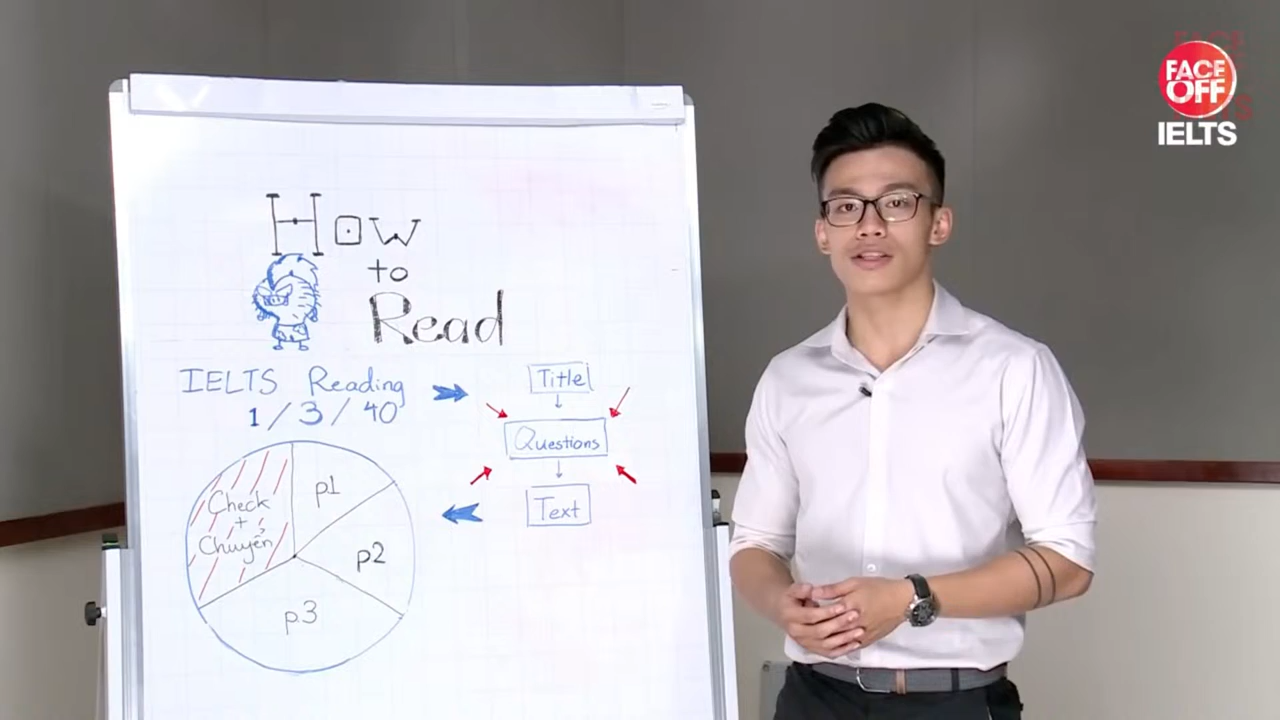 How
to
Read
IELTS Reading
1/3/40
Title
Questions
Text
Check
+
Chuyển
p1
p2
p3
FACE
OFF
IELTS